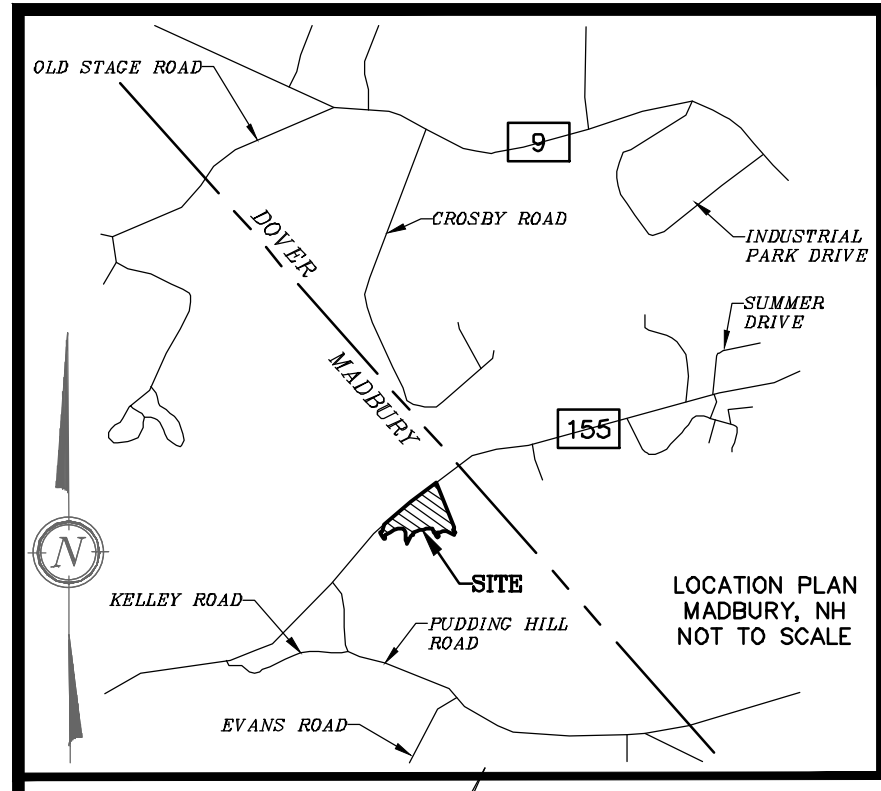 OLD STAGE ROAD
9
DOVER
CROSBY ROAD
INDUSTRIAL
PARK DRIVE
SUMMER
DRIVE
MADBURY
155
N
SITE
LOCATION PLAN
MADBURY, NH
NOT TO SCALE
KELLEY ROAD
PUDDING HILL
ROAD
EVANS ROAD